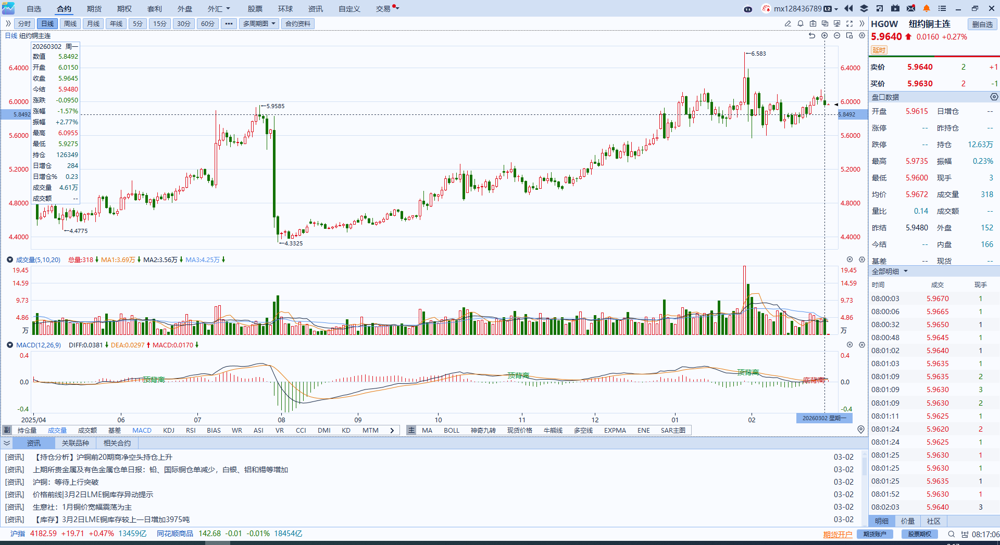 自选 合约 期货 期权 套利 外盘 外汇 股票 环球 资讯 自定义 交易 mx128436789 L2
分时 日线 周线 月线 年线 5分 15分 30分 60分 ••• 多周期图 合约资料
HG0W 纽约铜主连 删自选
5.9640 0.0160 +0.27%
延时
日线 纽约铜主连
20260302 周一
数值 5.8492
开盘 6.0150
收盘 5.9645
今结 5.9480
涨跌 -0.0950
涨幅 -1.57%
振幅 +2.77%
最高 6.0955
最低 5.9275
持仓 126349
日增仓 284
日增仓% 0.23
成交量 4.61万
成交额 --
6.4000
6.0000
5.8492
5.6000
5.2000
4.8000
4.4000
6.583
5.9585
4.4775
4.3325
6.4000
6.0000
5.8492
5.6000
5.2000
4.8000
4.4000
成交量(5,10,20) 总量:318 MA1:3.69万 MA2:3.56万 MA3:4.25万
19.45
14.59
9.73
4.86
万
19.45
14.59
9.73
4.86
万
MACD(12,26,9) DIFF:0.0381 DEA:0.0297 MACD:0.0170
0.4
0.0
-0.4
顶背离
顶背离
顶背离
底背离
0.4
0.0
-0.4
2025/04 06 07 08 09 10 11 12 01 02 20260302 星期一
副 持仓量 成交量 成交额 基差 MACD KDJ RSI BIAS WR ASI VR CCI DMI KD MTM 主 MA BOLL 神奇九转 现货价格 牛熊线 多空线 EXPMA ENE SAR主图
资讯 关联品种 相关合约
[资讯] 【持仓分析】沪铜前20期商净空头持仓上升 03-02
[资讯] 上期所贵金属及有色金属仓单日报：铅、国际铜仓单减少，白银、铝和锡等增加 03-02
[资讯] 沪铜：等待上行突破 03-02
[资讯] 价格前线|3月2日LME铜库存异动提示 03-02
[资讯] 生意社：1月铜价宽幅震荡为主 03-02
[资讯] 【库存】3月2日LME铜库存较上一日增加3975吨 03-02
卖价 5.9640 2 +1
买价 5.9630 2 -1
盘口数据
开盘 5.9615 日增仓 --
涨停 -- 昨持仓 --
跌停 -- 持仓 12.63万
最高 5.9735 振幅 0.23%
最低 5.9600 现手 3
均价 5.9672 成交量 318
量比 0.14 成交额 --
昨结 5.9480 外盘 152
今结 -- 内盘 166
基差 -- 现货 --
全部明细
时间 成交 现手
08:00:03 5.9670 1
08:00:06 5.9665 1
08:00:32 5.9650 1
08:00:48 5.9645 1
08:01:02 5.9640 1
08:01:03 5.9635 1
08:01:09 5.9635 2
08:01:09 5.9630 3
08:01:09 5.9630 2
08:01:11 5.9625 1
08:01:24 5.9620 2
08:01:24 5.9625 1
08:01:25 5.9630 1
08:01:25 5.9630 1
08:01:25 5.9635 1
08:01:52 5.9630 1
08:02:03 5.9640 3
明细 价量 社区
沪指 4182.59 +19.71 +0.47% 13459亿 同花顺商品 142.68 -0.01 -0.01% 18454亿 期货开户 期货账户 股票期权 08:17:06